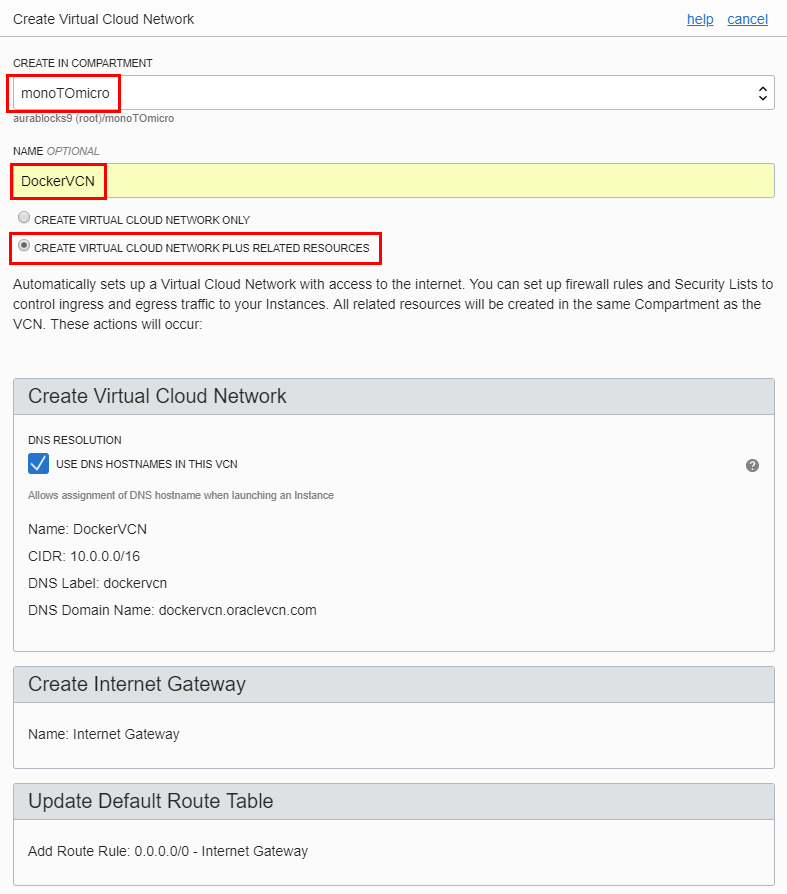 Create Virtual Cloud Network help cancel
CREATE IN COMPARTMENT
monoTOmicro
aurablocks9 (root)/monoTOmicro
NAME OPTIONAL
DockerVCN
CREATE VIRTUAL CLOUD NETWORK ONLY
CREATE VIRTUAL CLOUD NETWORK PLUS RELATED RESOURCES
Automatically sets up a Virtual Cloud Network with access to the internet. You can set up firewall rules and Security Lists to
control ingress and egress traffic to your Instances. All related resources will be created in the same Compartment as the
VCN. These actions will occur:
Create Virtual Cloud Network
DNS RESOLUTION
USE DNS HOSTNAMES IN THIS VCN
?
Allows assignment of DNS hostname when launching an Instance
Name: DockerVCN
CIDR: 10.0.0.0/16
DNS Label: dockervcn
DNS Domain Name: dockervcn.oraclevcn.com
Create Internet Gateway
Name: Internet Gateway
Update Default Route Table
Add Route Rule: 0.0.0.0/0 - Internet Gateway